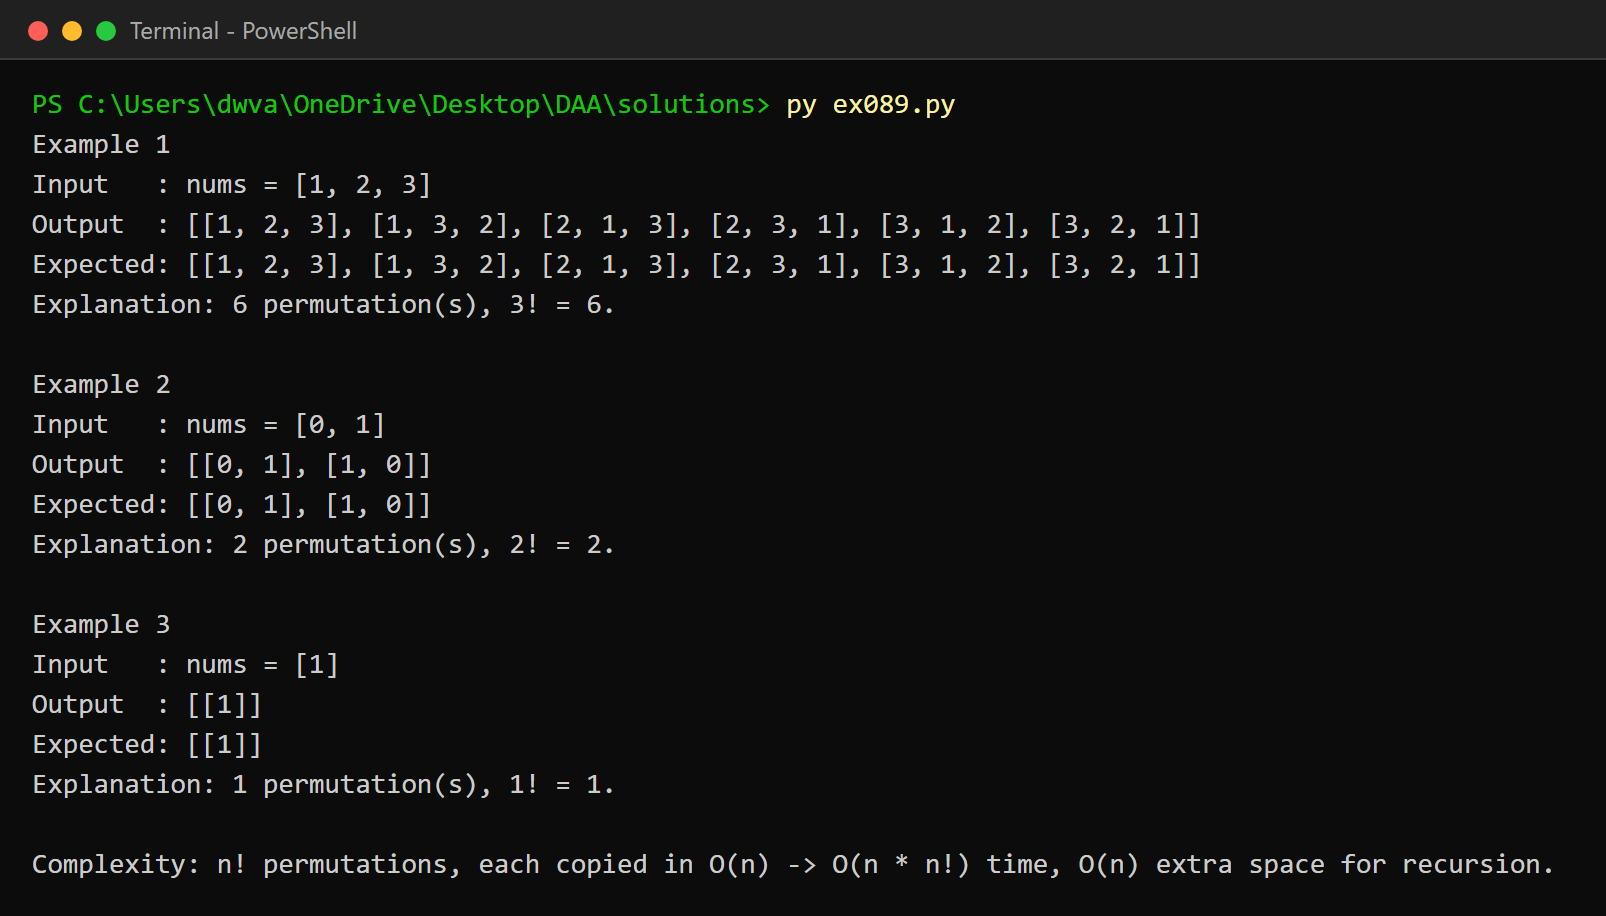 Terminal - PowerShell
PS C:\Users\dwva\OneDrive\Desktop\DAA\solutions> py ex089.py
Example 1
Input   : nums = [1, 2, 3]
Output  : [[1, 2, 3], [1, 3, 2], [2, 1, 3], [2, 3, 1], [3, 1, 2], [3, 2, 1]]
Expected: [[1, 2, 3], [1, 3, 2], [2, 1, 3], [2, 3, 1], [3, 1, 2], [3, 2, 1]]
Explanation: 6 permutation(s), 3! = 6.

Example 2
Input   : nums = [0, 1]
Output  : [[0, 1], [1, 0]]
Expected: [[0, 1], [1, 0]]
Explanation: 2 permutation(s), 2! = 2.

Example 3
Input   : nums = [1]
Output  : [[1]]
Expected: [[1]]
Explanation: 1 permutation(s), 1! = 1.

Complexity: n! permutations, each copied in O(n) -> O(n * n!) time, O(n) extra space for recursion.